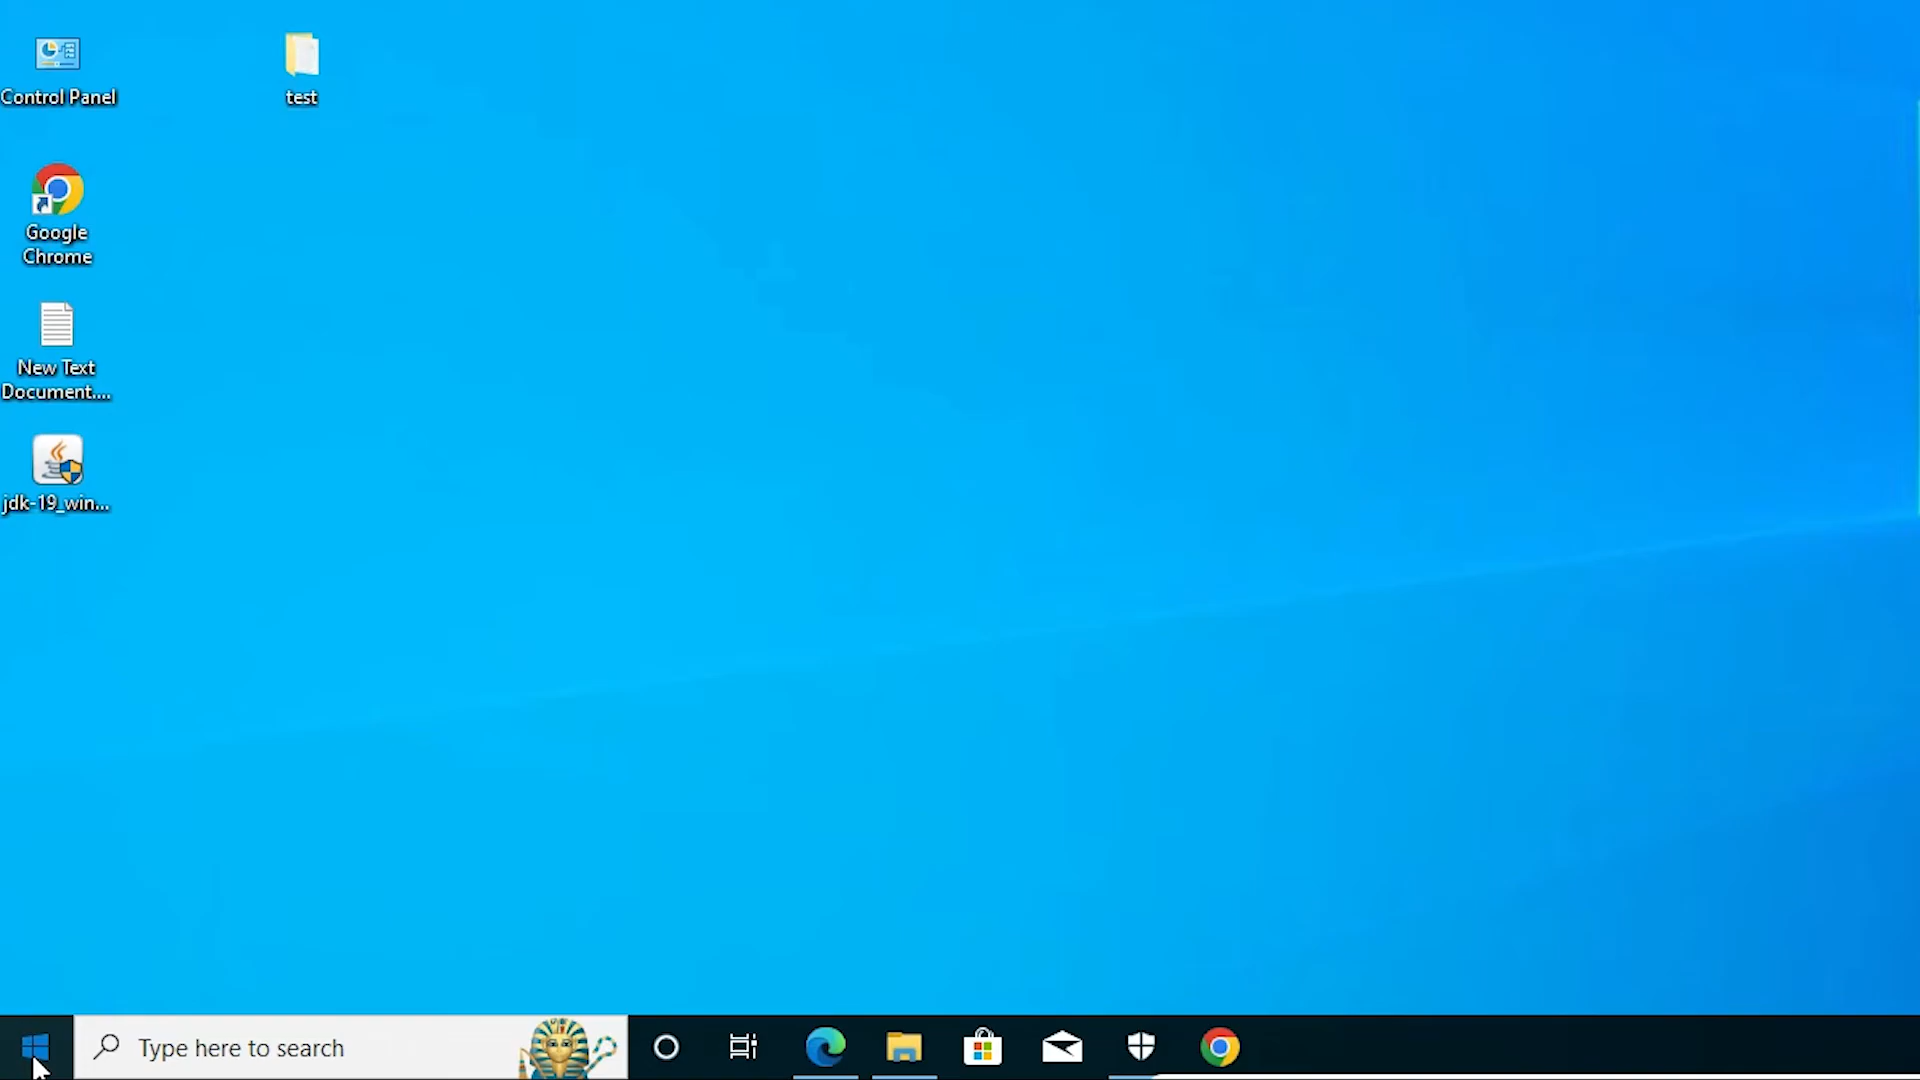 Control Panel
test
Google
Chrome
New Text
Document....
jdk-19_win...
Type here to search